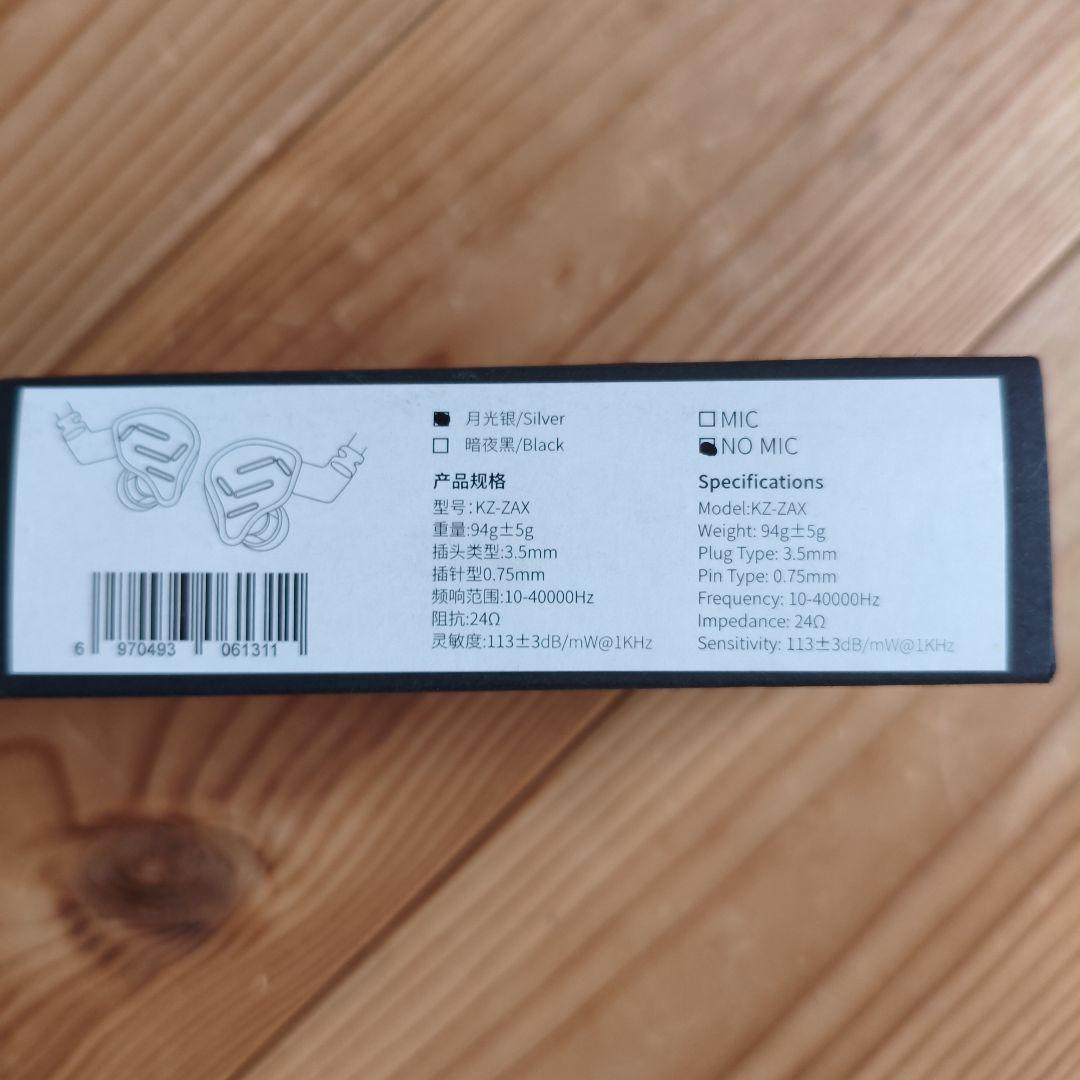 月光银/Silver
暗夜黑/Black
MIC
NO MIC
产品规格
型号:KZ-ZAX
重量:94g±5g
插头类型:3.5mm
插针型0.75mm
频响范围:10-40000Hz
阻抗:24Ω
灵敏度:113±3dB/mW@1KHz
Specifications
Model:KZ-ZAX
Weight: 94g±5g
Plug Type: 3.5mm
Pin Type: 0.75mm
Frequency: 10-40000Hz
Impedance: 24Ω
Sensitivity: 113±3dB/mW@1KHz
6 970493 061311